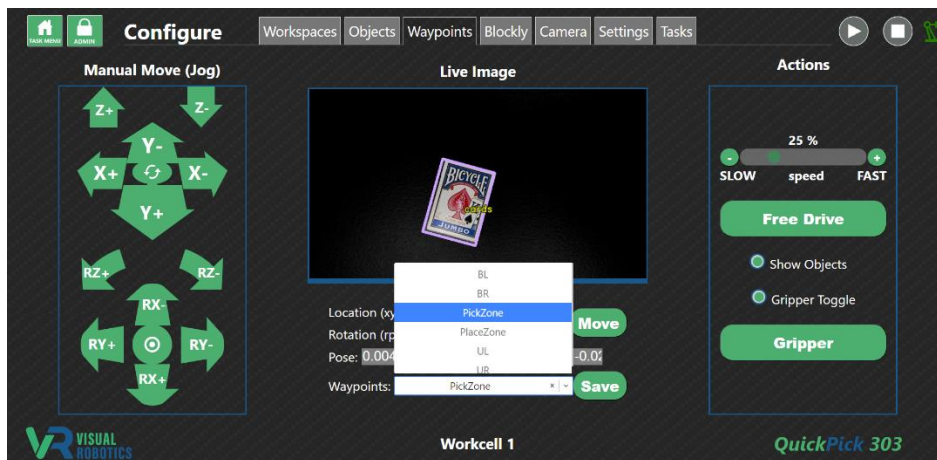 TASK MENU
ADMIN
Configure
Workspaces Objects Waypoints Blockly Camera Settings Tasks
Manual Move (Jog)
Z+ Z-
Y-
X+ X-
Y+
RZ+ RZ-
RX-
RY+ RY-
RX+
Live Image
BICYCLE
cards
JUMBO
BL
BR
PickZone
PlaceZone
UL
UR
Location (xy
Move
Rotation (rp
Pose: 0.004 -0.02
Waypoints: PickZone × Save
Actions
25 %
- +
SLOW speed FAST
Free Drive
Show Objects
Gripper Toggle
Gripper
VR VISUAL
ROBOTICS
Workcell 1
QuickPick 303